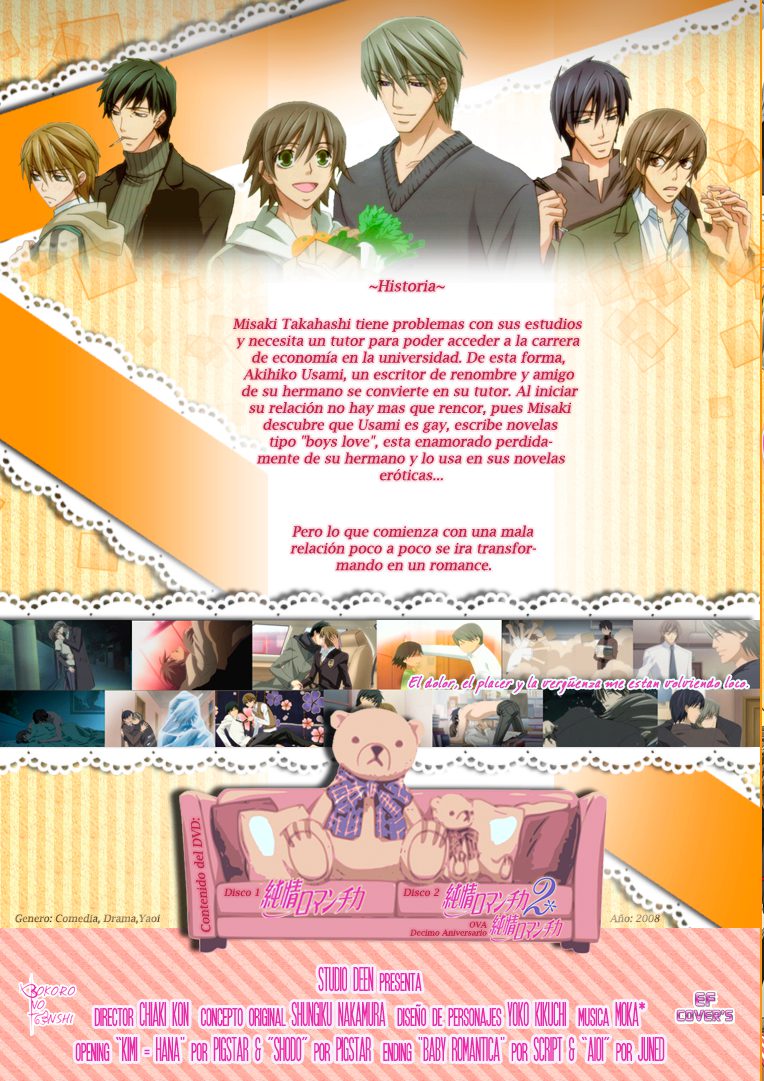 ~Historia~
Misaki Takahashi tiene problemas con sus estudios
y necesita un tutor para poder acceder a la carrera
de economía en la universidad. De esta forma,
Akihiko Usami, un escritor de renombre y amigo
de su hermano se convierte en su tutor. Al iniciar
su relación no hay mas que rencor, pues Misaki
descubre que Usami es gay, escribe novelas
tipo "boys love", esta enamorado perdida-
mente de su hermano y lo usa en sus novelas
eróticas...
Pero lo que comienza con una mala
relación poco a poco se ira transfor-
mando en un romance.
El dolor, el placer y la vergüenza me estan volviendo loco.
Contenido del DVD:
Disco 1 純情ロマンチカ
Disco 2 純情ロマンチカ2
OVA
Decimo Aniversario 純情ロマンチカ
Genero: Comedia, Drama,Yaoi
Año: 2008
STUDIO DEEN PRESENTA
DIRECTOR CHIAKI KON CONCEPTO ORIGINAL SHUNGIKU NAKAMURA DISEÑO DE PERSONAJES YOKO KIKUCHI MUSICA MOKA*
OPENING "KIMI = HANA" POR PIGSTAR & "SHODO" POR PIGSTAR ENDING "BABY ROMANTICA" POR SCRIPT & "AIOI" POR JUNED
BOKORO
NO
GENSHI
EF
COVER'S